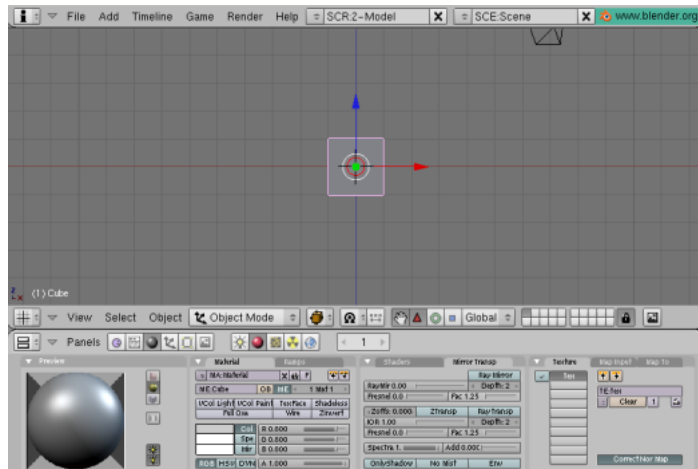 File Add Timeline Game Render Help SCR:2-Model X SCE:Scene X www.blender.org
(1) Cube
View Select Object Object Mode Global
Panels 1
Preview Material Ramps Shaders Mirror Transp Texture Map Input Map To
MA:Material X F Ray Mirror Tex
ME:Cube OB ME 1 Mat 1 RayMir 0.00 Depth: 2 TE:Tex
VCol Light VCol Paint TexFace Shadeless Fresnel 0.0 Fac 1.25 Clear 1
Full Osa Wire ZInvert Zoffs: 0.000 ZTransp Ray Transp
Col R 0.800 IOR 1.00 Depth: 2
Spe G 0.800 Fresnel 0.0 Fac 1.25
Mir B 0.800 Spectra 1. Add 0.000
RGB HSV DYN A 1.000 OnlyShadow No Mist Env Correct Nor Map